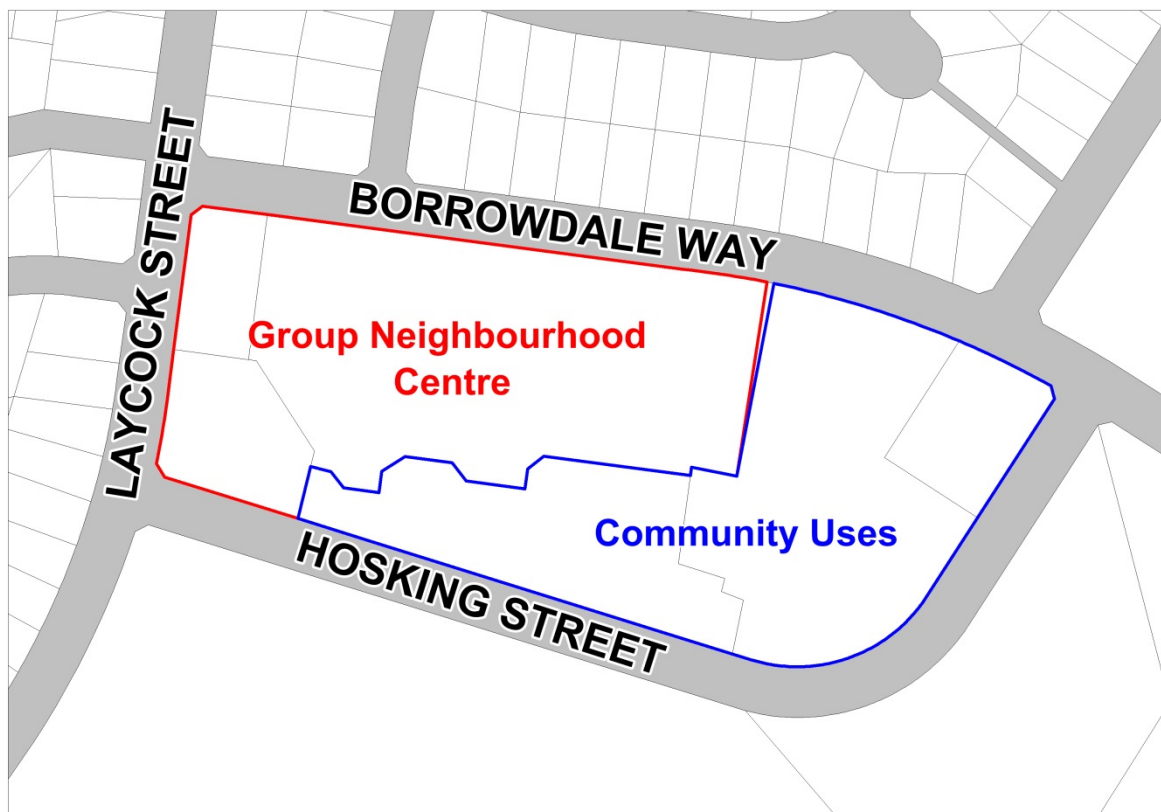 BORROWDALE WAY
LAYCOCK STREET
Group Neighbourhood
Centre
Community Uses
HOSKING STREET